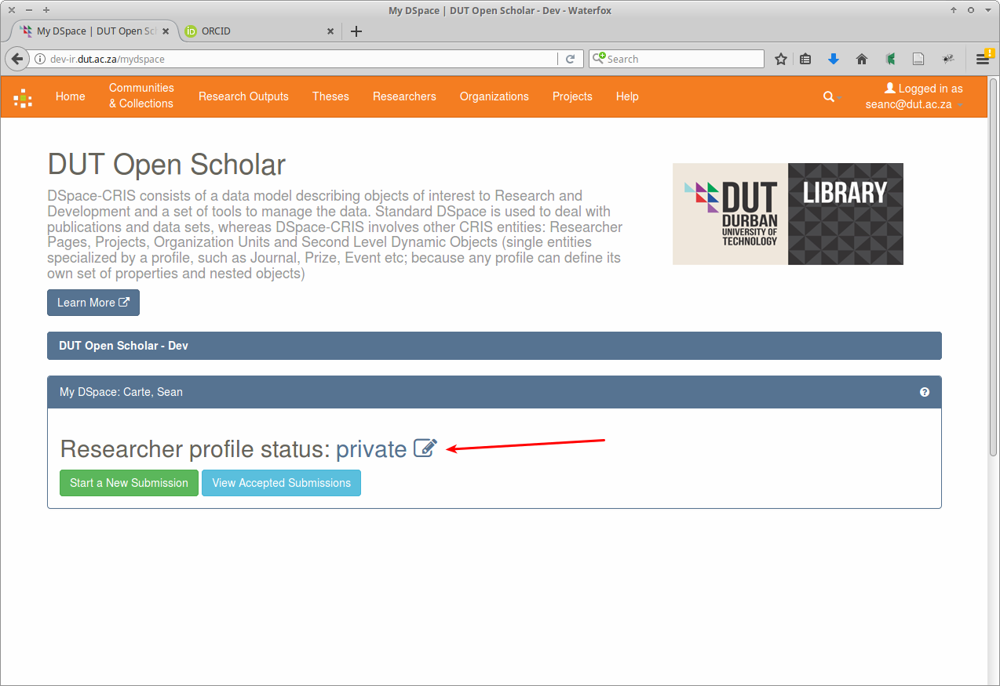 My DSpace | DUT Open Scholar - Dev - Waterfox
My DSpace | DUT Open Sc
iD ORCID
dev-ir.dut.ac.za/mydspace
Search
Home
Communities
& Collections
Research Outputs
Theses
Researchers
Organizations
Projects
Help
Logged in as
seanc@dut.ac.za
DUT Open Scholar
DSpace-CRIS consists of a data model describing objects of interest to Research and
Development and a set of tools to manage the data. Standard DSpace is used to deal with
publications and data sets, whereas DSpace-CRIS involves other CRIS entities: Researcher
Pages, Projects, Organization Units and Second Level Dynamic Objects (single entities
specialized by a profile, such as Journal, Prize, Event etc; because any profile can define its
own set of properties and nested objects)
DUT
DURBAN
UNIVERSITY OF
TECHNOLOGY
LIBRARY
Learn More
DUT Open Scholar - Dev
My DSpace: Carte, Sean
Researcher profile status: private
Start a New Submission
View Accepted Submissions